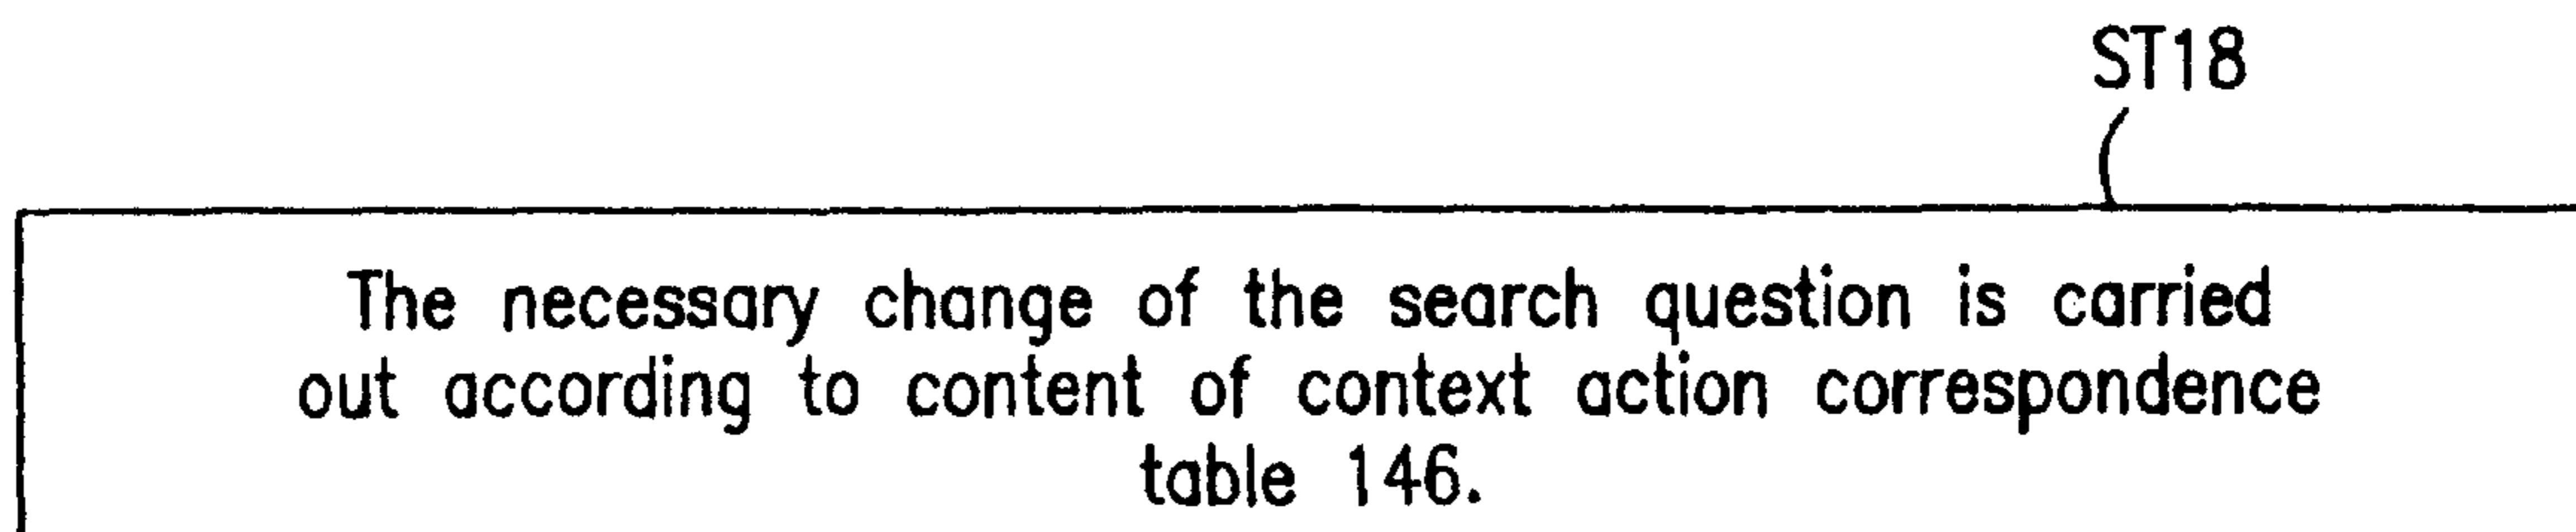 ST18
The necessary change of the search question is carried
out according to content of context action correspondence
table 146.